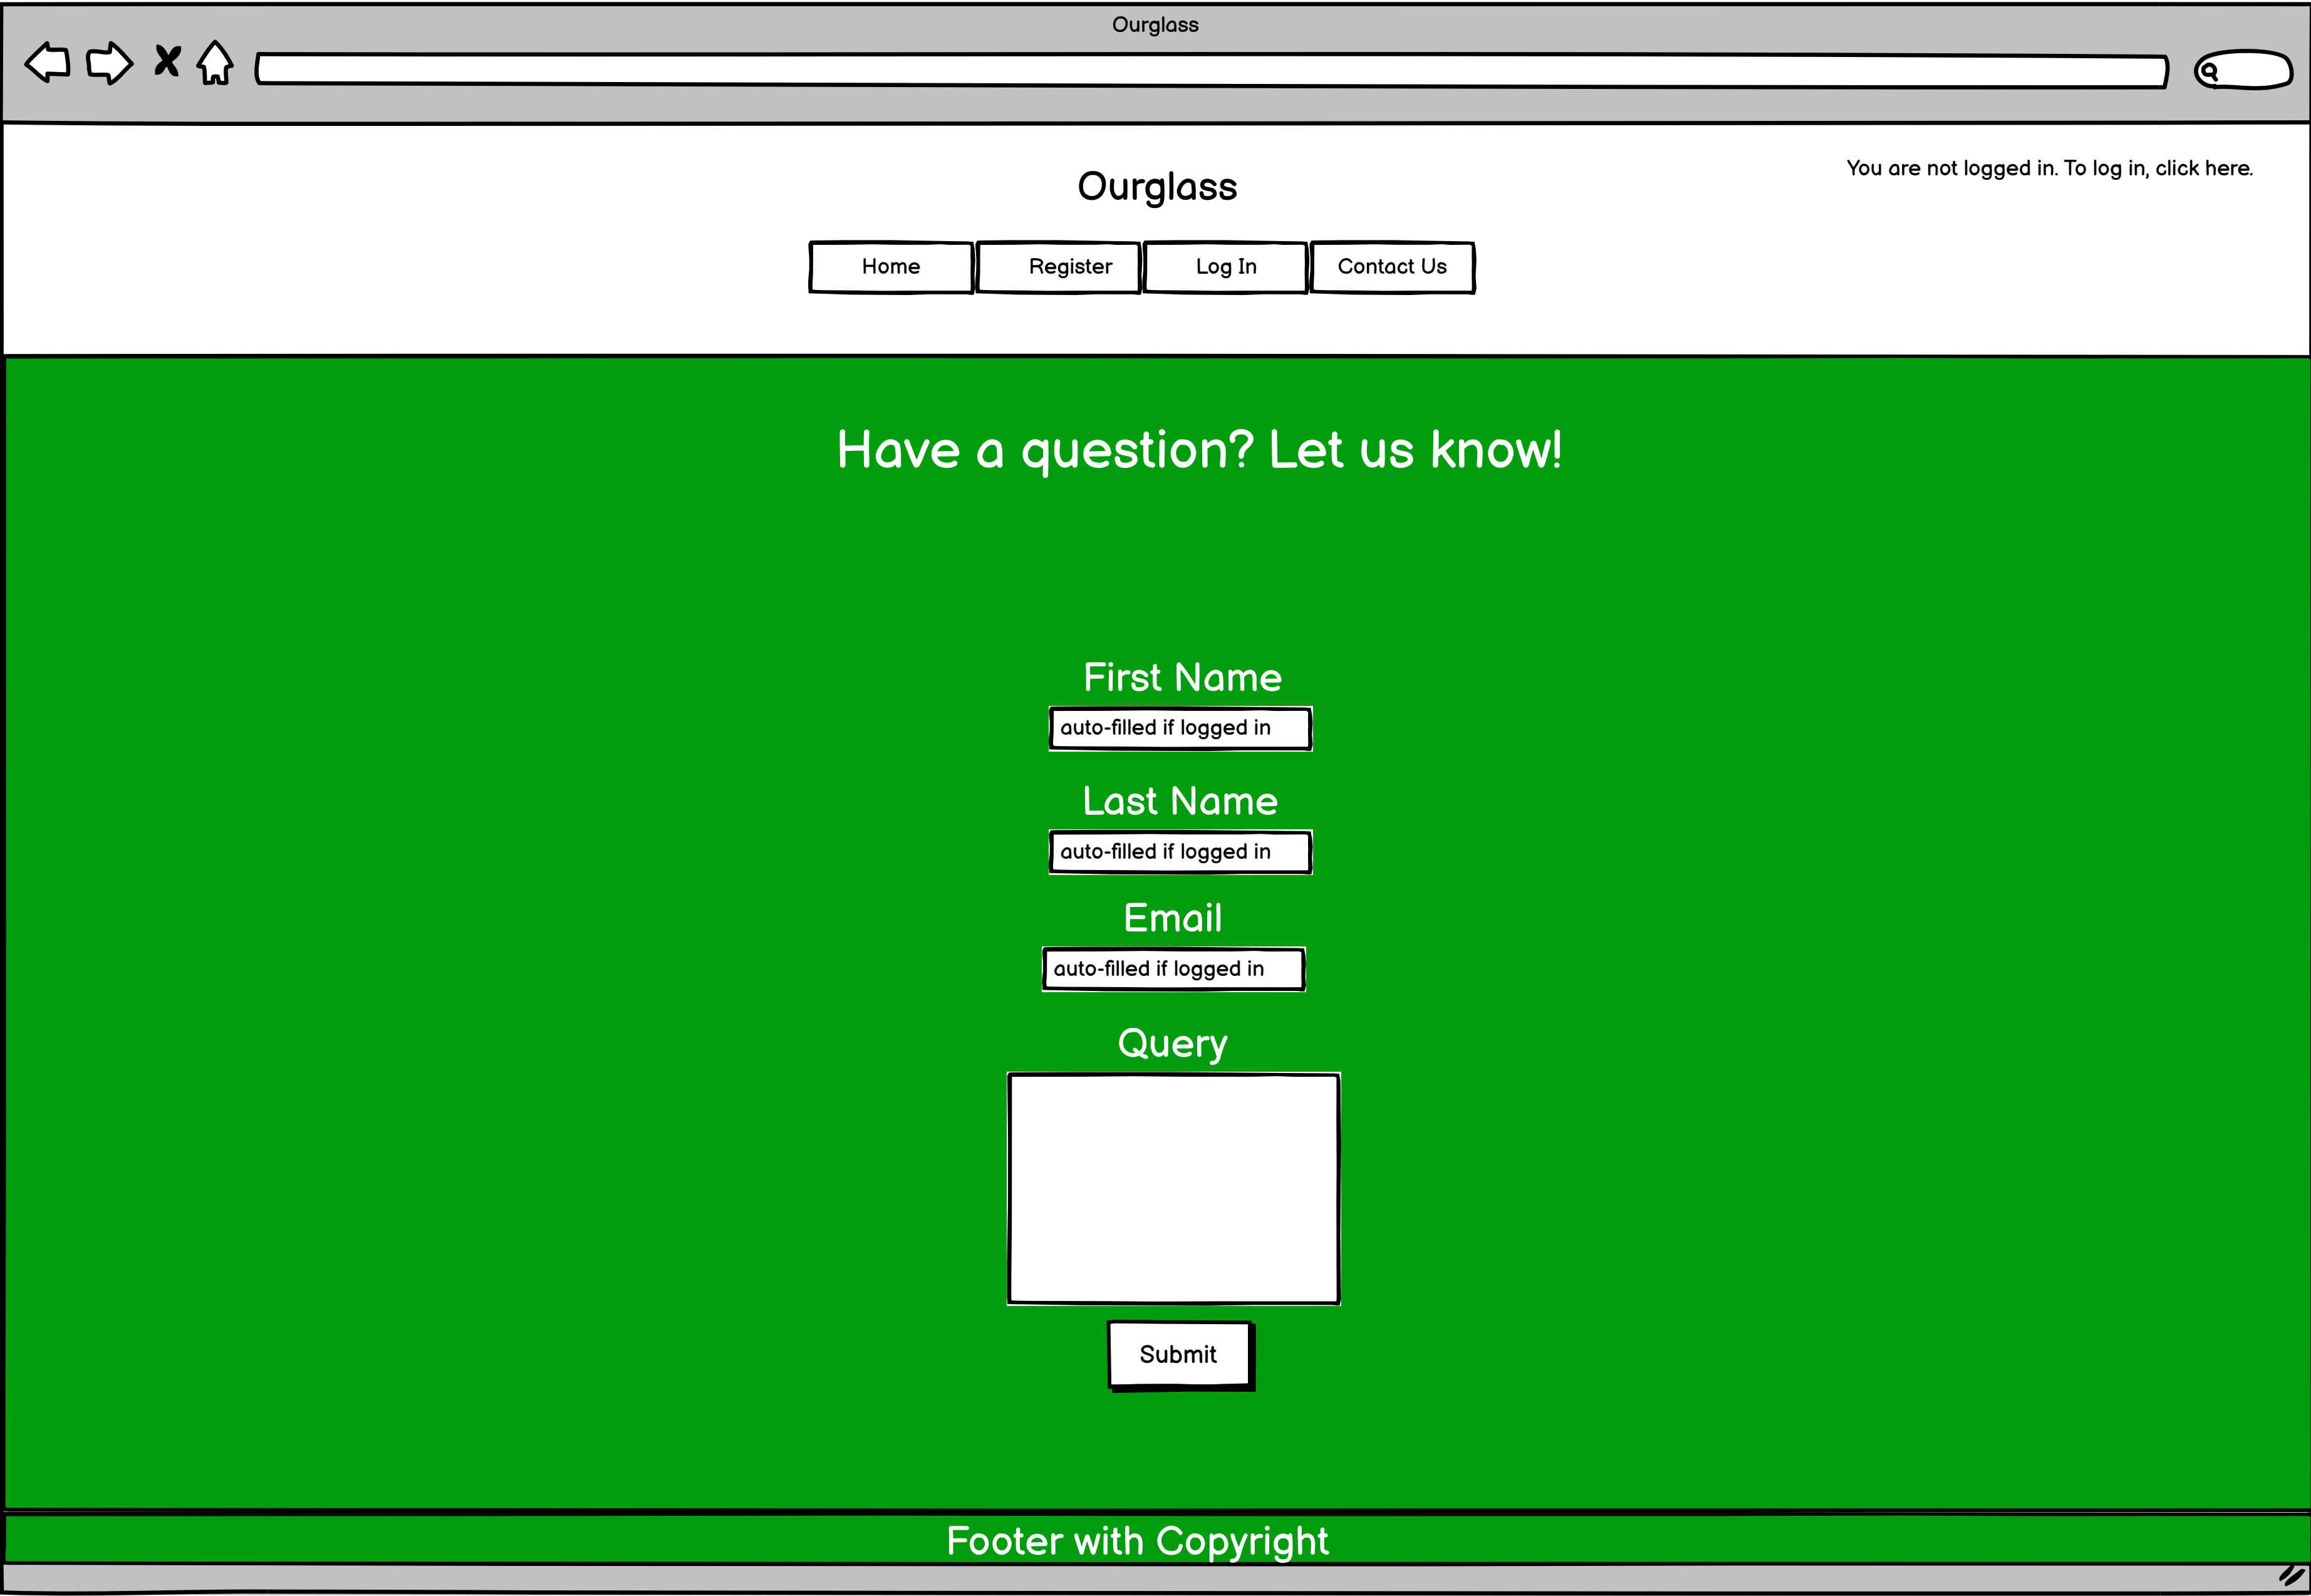 Ourglass
You are not logged in. To log in, click here.
Ourglass
Home
Register
Log In
Contact Us
Have a question? Let us know!
First Name
auto-filled if logged in
Last Name
auto-filled if logged in
Email
auto-filled if logged in
Query
Submit
Footer with Copyright